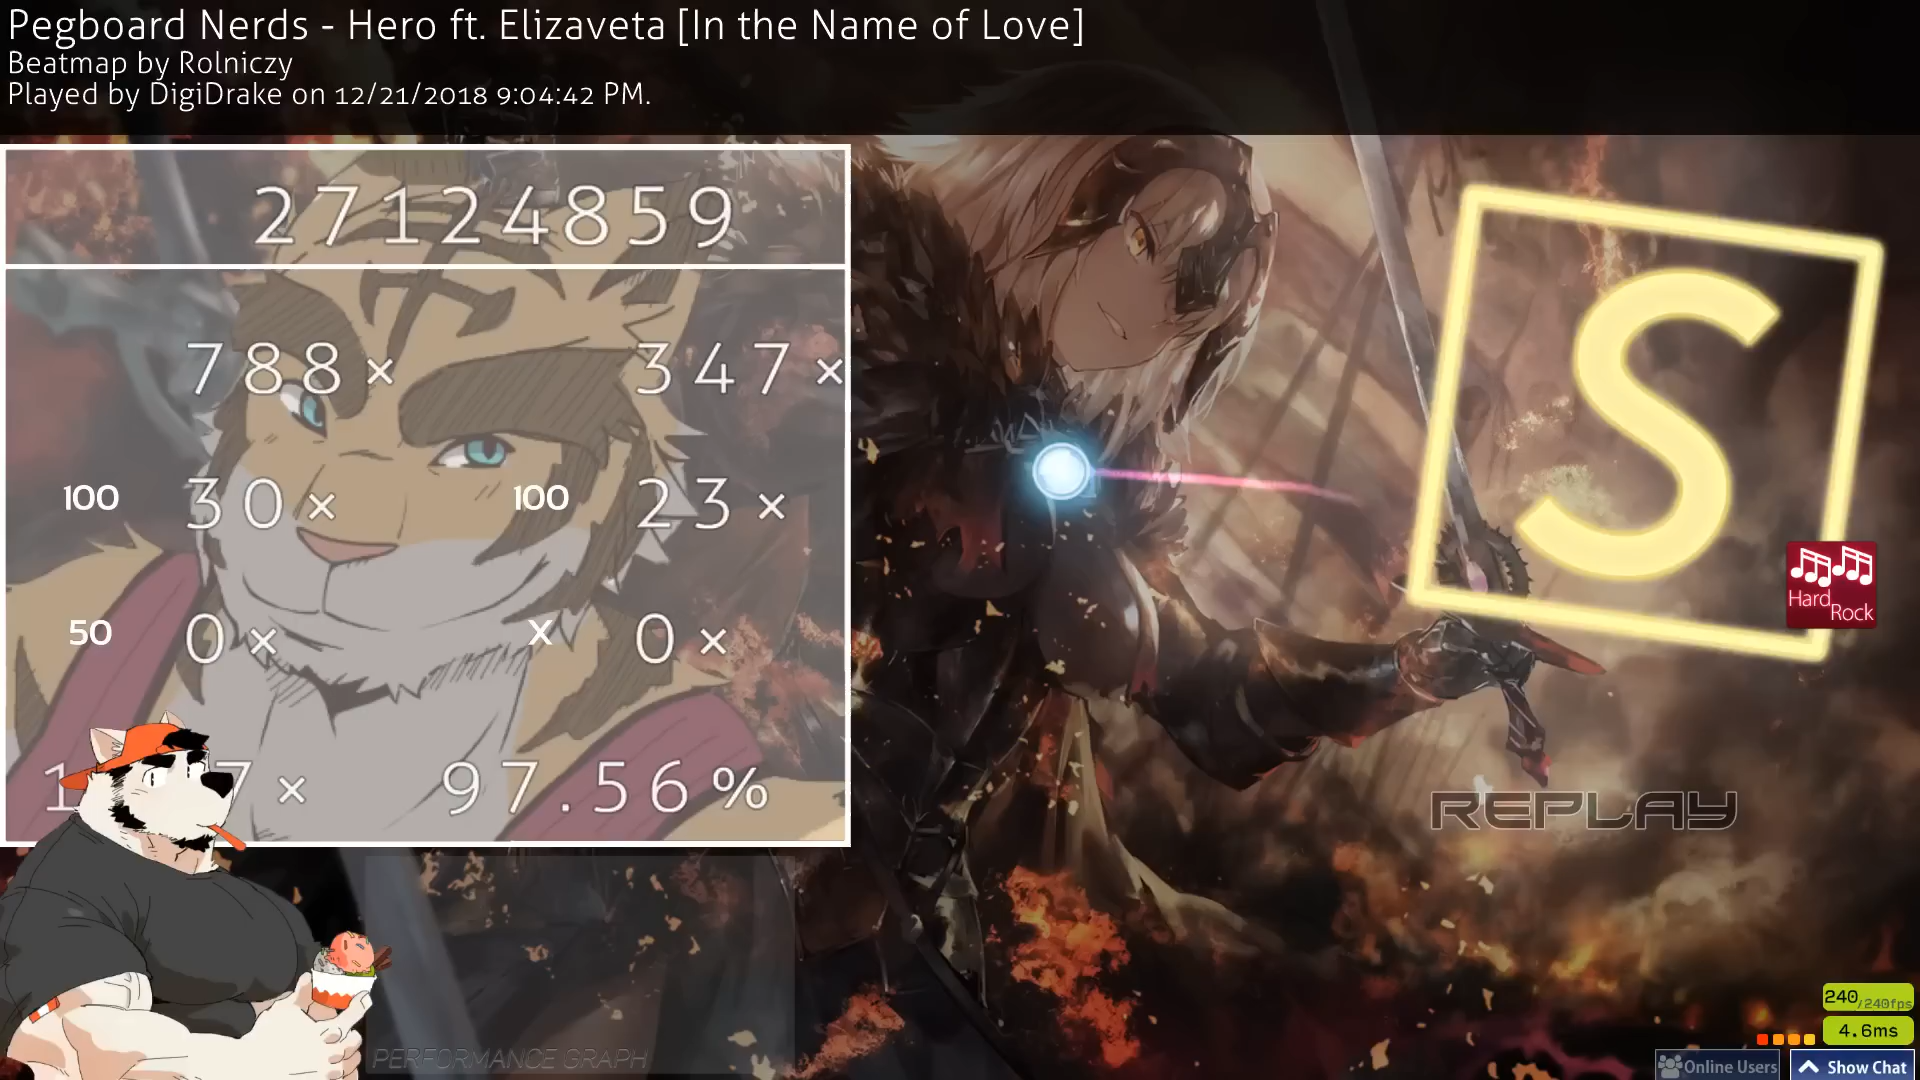 Pegboard Nerds - Hero ft. Elizaveta [In the Name of Love]
Beatmap by Rolniczy
Played by DigiDrake on 12/21/2018 9:04:42 PM.
27124859
788× 347×
100 30× 100 23×
50 0× X 0×
7× 97.56%
S
Hard Rock
REPLAY
PERFORMANCE GRAPH
240/240fps
4.6ms
Online Users
Show Chat